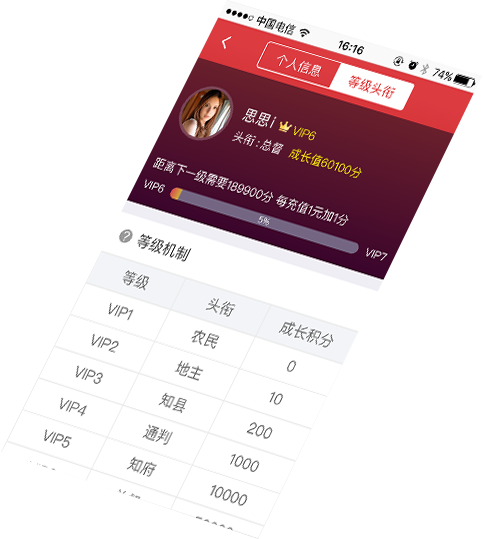 中国电信 16:16 74%
个人信息 等级头衔
思思i VIP6
头衔：总督 成长值60100分
距离下一级需要189900分 每充值1元加1分
VIP6 5% VIP7
? 等级机制
等级 头衔 成长积分
VIP1 农民 0
VIP2 地主 10
VIP3 知县 200
VIP4 通判 1000
VIP5 知府 10000